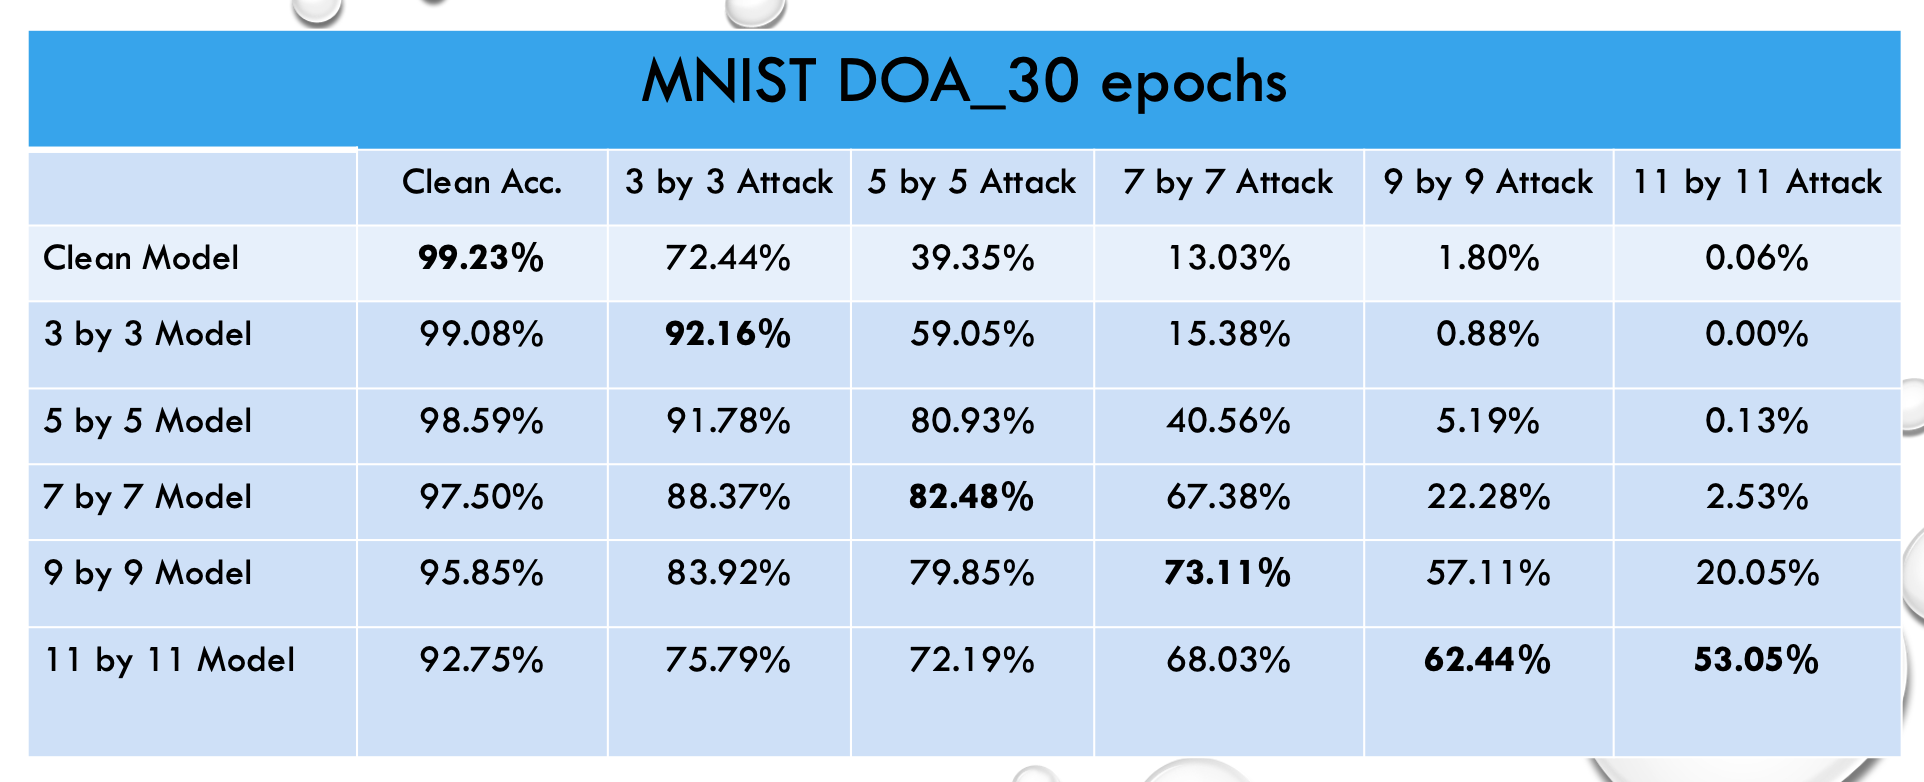 MNIST DOA_30 epochs
Clean Acc. 3 by 3 Attack 5 by 5 Attack 7 by 7 Attack 9 by 9 Attack 11 by 11 Attack
Clean Model 99.23% 72.44% 39.35% 13.03% 1.80% 0.06%
3 by 3 Model 99.08% 92.16% 59.05% 15.38% 0.88% 0.00%
5 by 5 Model 98.59% 91.78% 80.93% 40.56% 5.19% 0.13%
7 by 7 Model 97.50% 88.37% 82.48% 67.38% 22.28% 2.53%
9 by 9 Model 95.85% 83.92% 79.85% 73.11% 57.11% 20.05%
11 by 11 Model 92.75% 75.79% 72.19% 68.03% 62.44% 53.05%